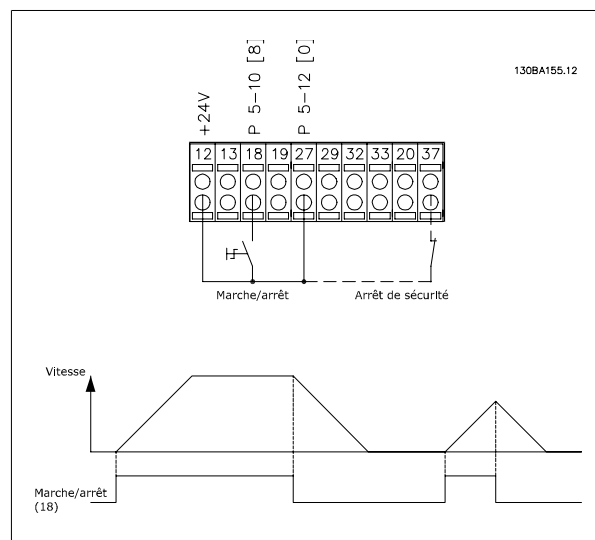 130BA155.12
+24V
P 5-10 [8]
P 5-12 [0]
12 13 18 19 27 29 32 33 20 37
Marche/arrêt
Arrêt de sécurité
Vitesse
Marche/arrêt
(18)